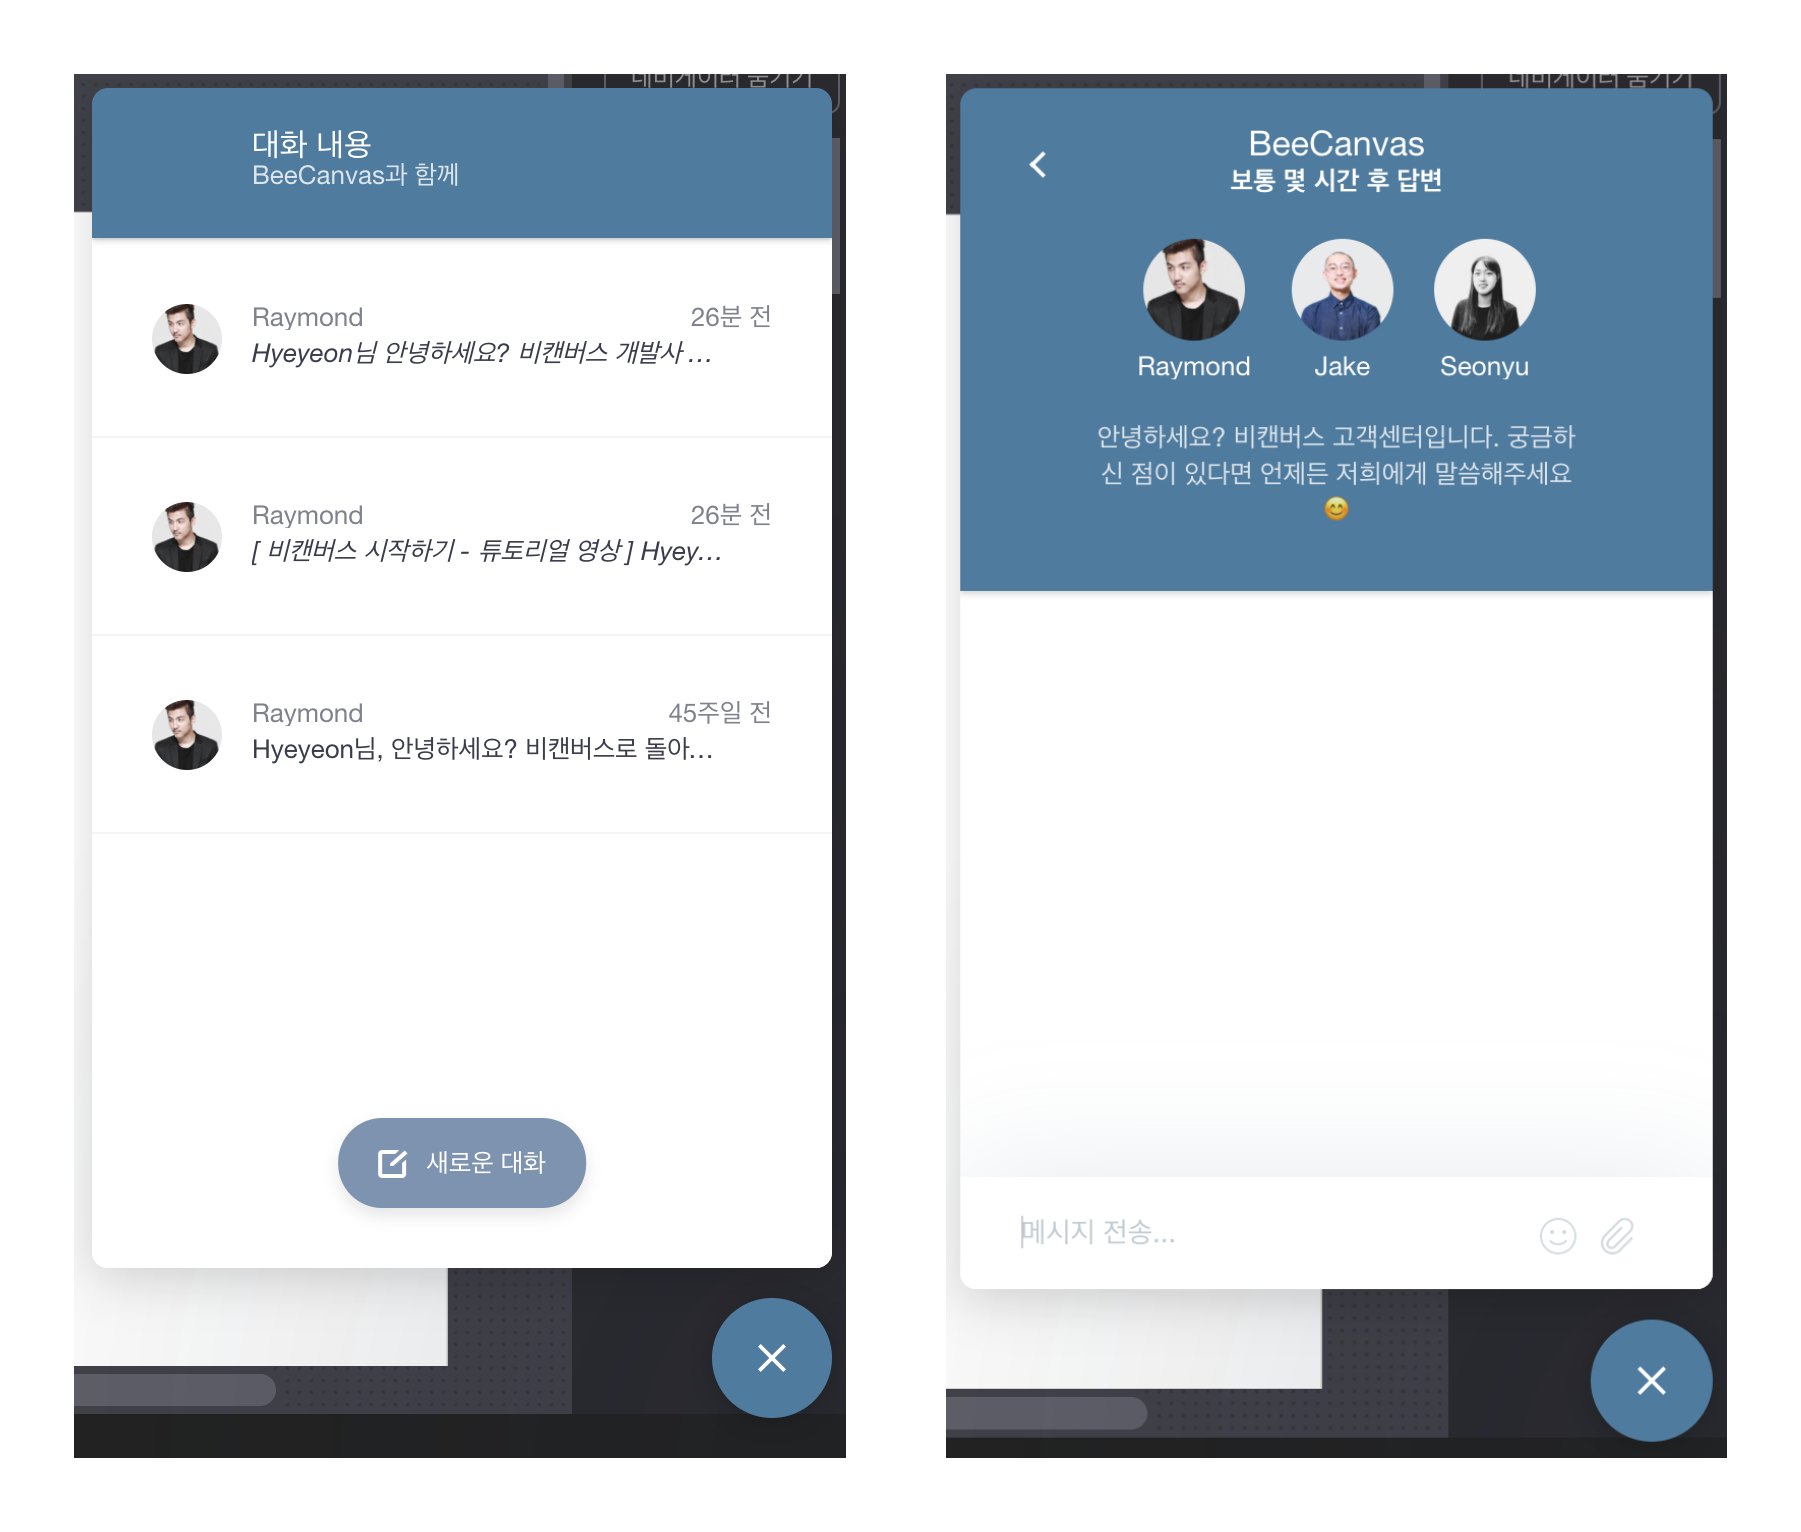 대화 내용
BeeCanvas과 함께
Raymond 26분 전
Hyeyeon님 안녕하세요? 비캔버스 개발사 ...
Raymond 26분 전
[ 비캔버스 시작하기 - 튜토리얼 영상 ] Hyey...
Raymond 45주일 전
Hyeyeon님, 안녕하세요? 비캔버스로 돌아...
새로운 대화
BeeCanvas
보통 몇 시간 후 답변
Raymond Jake Seonyu
안녕하세요? 비캔버스 고객센터입니다. 궁금하
신 점이 있다면 언제든 저희에게 말씀해주세요
😊
메시지 전송...